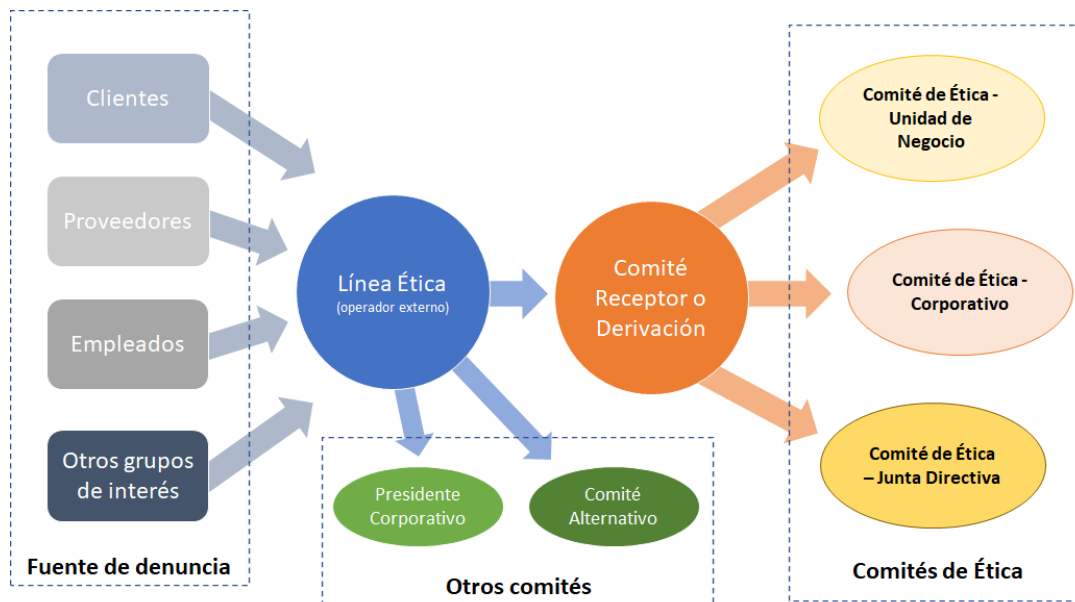 Clientes
Proveedores
Empleados
Otros grupos
de interés
Fuente de denuncia
Línea Ética
(operador externo)
Presidente
Corporativo
Comité
Alternativo
Otros comités
Comité
Receptor o
Derivación
Comité de Ética -
Unidad de
Negocio
Comité de Ética -
Corporativo
Comité de Ética
– Junta Directiva
Comités de Ética